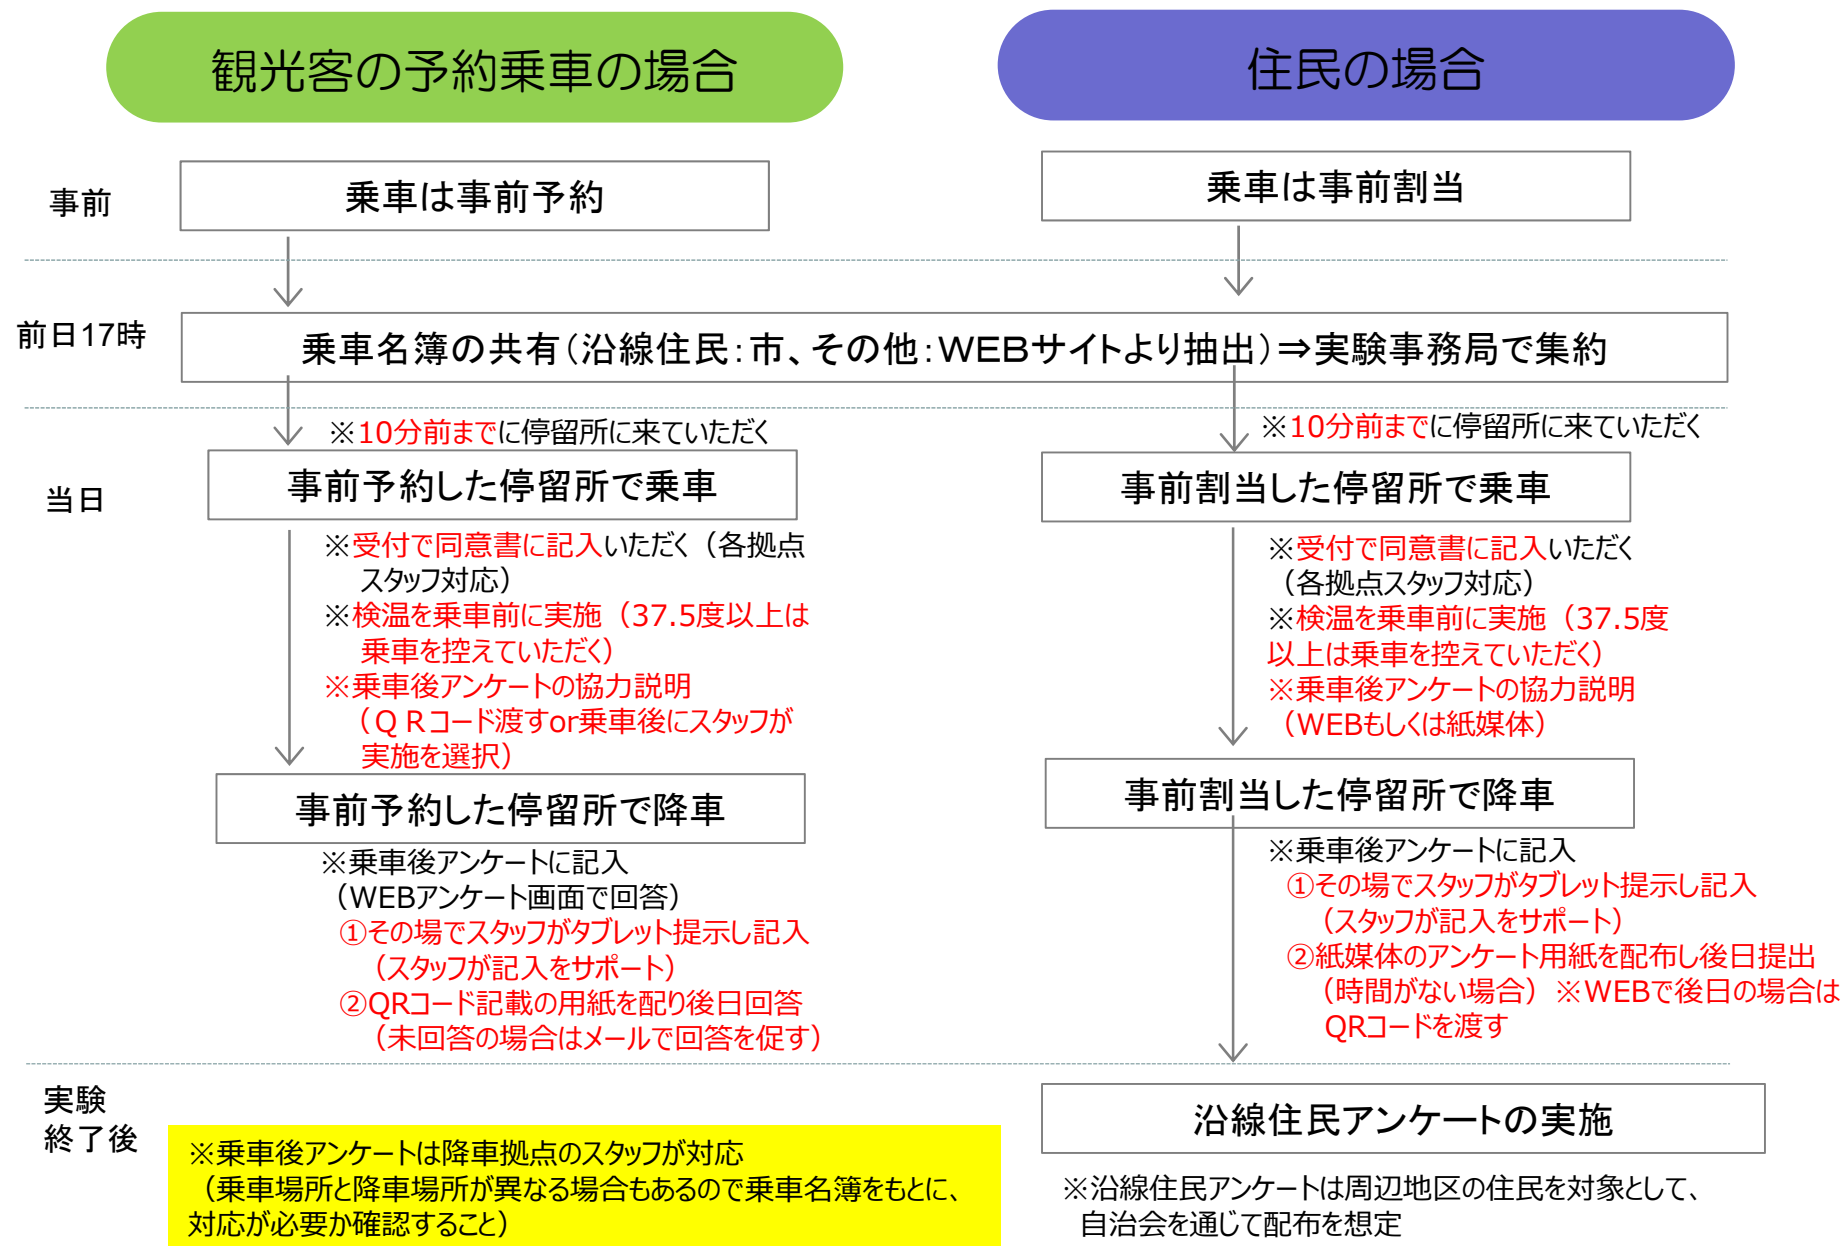 観光客の予約乗車の場合
住民の場合
事前
乗車は事前予約
乗車は事前割当
前日17時
乗車名簿の共有（沿線住民：市、その他：WEBサイトより抽出）⇒実験事務局で集約
当日
※10分前までに停留所に来ていただく
事前予約した停留所で乗車
※受付で同意書に記入いただく（各拠点
スタッフ対応）
※検温を乗車前に実施（37.5度以上は
乗車を控えていただく）
※乗車後アンケートの協力説明
（ＱＲコード渡すor乗車後にスタッフが
実施を選択）
事前予約した停留所で降車
※乗車後アンケートに記入
（WEBアンケート画面で回答）
①その場でスタッフがタブレット提示し記入
（スタッフが記入をサポート）
②QRコード記載の用紙を配り後日回答
（未回答の場合はメールで回答を促す）
※10分前までに停留所に来ていただく
事前割当した停留所で乗車
※受付で同意書に記入いただく
（各拠点スタッフ対応）
※検温を乗車前に実施（37.5度
以上は乗車を控えていただく）
※乗車後アンケートの協力説明
（WEBもしくは紙媒体）
事前割当した停留所で降車
※乗車後アンケートに記入
①その場でスタッフがタブレット提示し記入
（スタッフが記入をサポート）
②紙媒体のアンケート用紙を配布し後日提出
（時間がない場合）※WEBで後日の場合は
QRコードを渡す
実験
終了後
※乗車後アンケートは降車拠点のスタッフが対応
（乗車場所と降車場所が異なる場合もあるので乗車名簿をもとに、
対応が必要か確認すること）
沿線住民アンケートの実施
※沿線住民アンケートは周辺地区の住民を対象として、
自治会を通じて配布を想定